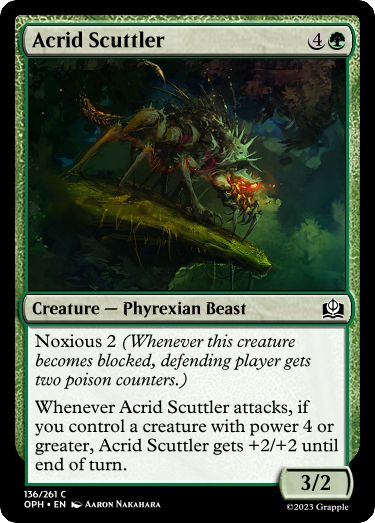 Acrid Scuttler 4
Creature — Phyrexian Beast
Noxious 2 (Whenever this creature
becomes blocked, defending player gets
two poison counters.)
Whenever Acrid Scuttler attacks, if
you control a creature with power 4 or
greater, Acrid Scuttler gets +2/+2 until
end of turn.
3/2
136/261 C
OPH • EN Aaron Nakahara
©2023 Grapple